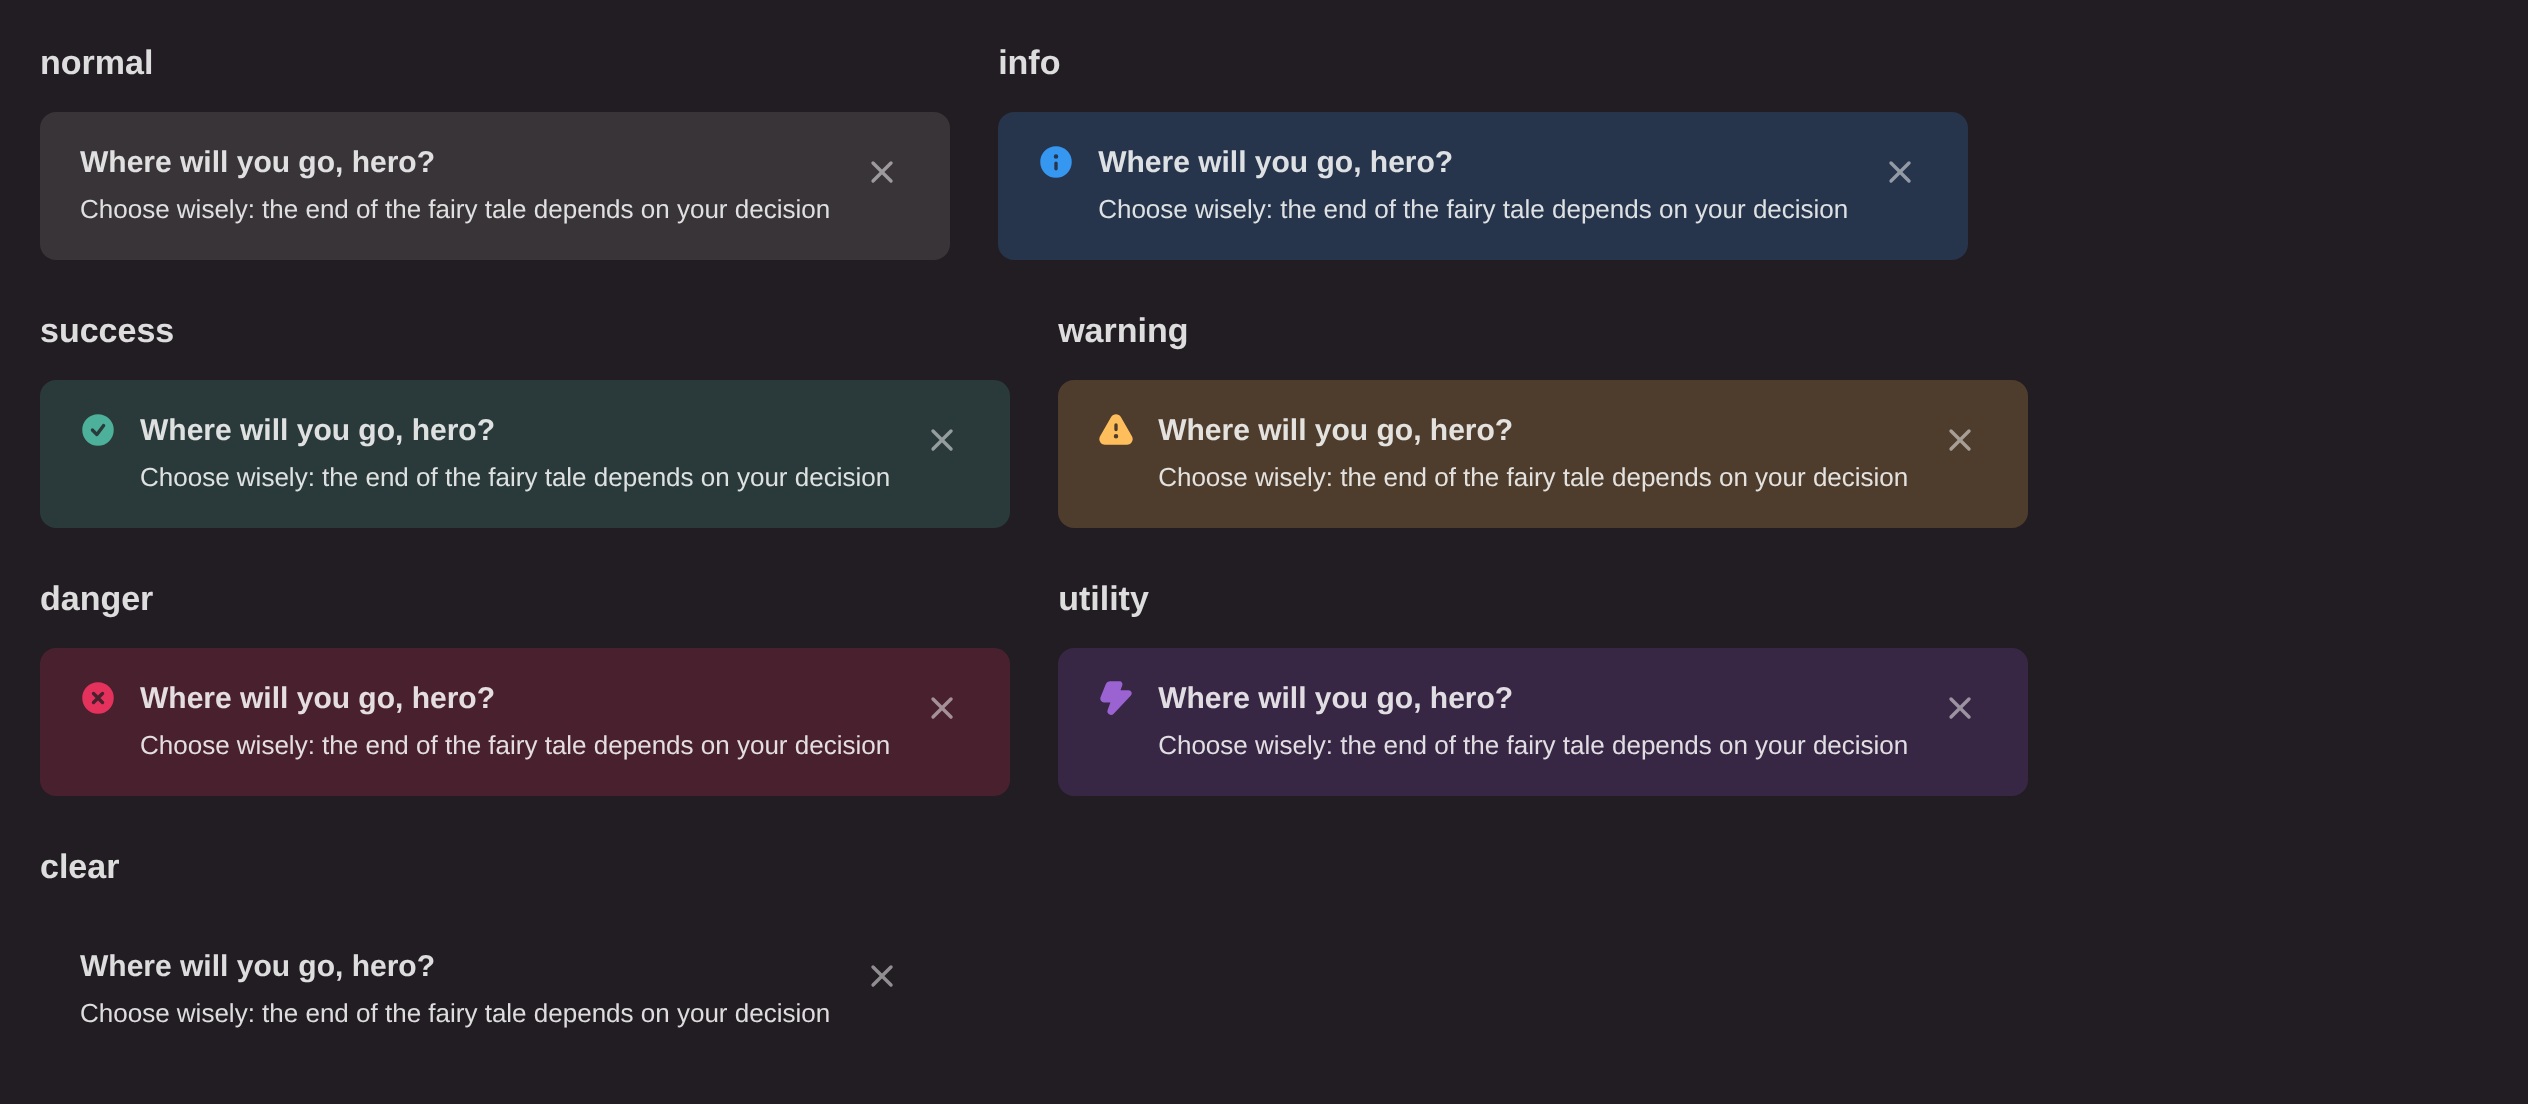 normal
Where will you go, hero?
Choose wisely: the end of the fairy tale depends on your decision
info
Where will you go, hero?
Choose wisely: the end of the fairy tale depends on your decision
success
Where will you go, hero?
Choose wisely: the end of the fairy tale depends on your decision
warning
Where will you go, hero?
Choose wisely: the end of the fairy tale depends on your decision
danger
Where will you go, hero?
Choose wisely: the end of the fairy tale depends on your decision
utility
Where will you go, hero?
Choose wisely: the end of the fairy tale depends on your decision
clear
Where will you go, hero?
Choose wisely: the end of the fairy tale depends on your decision